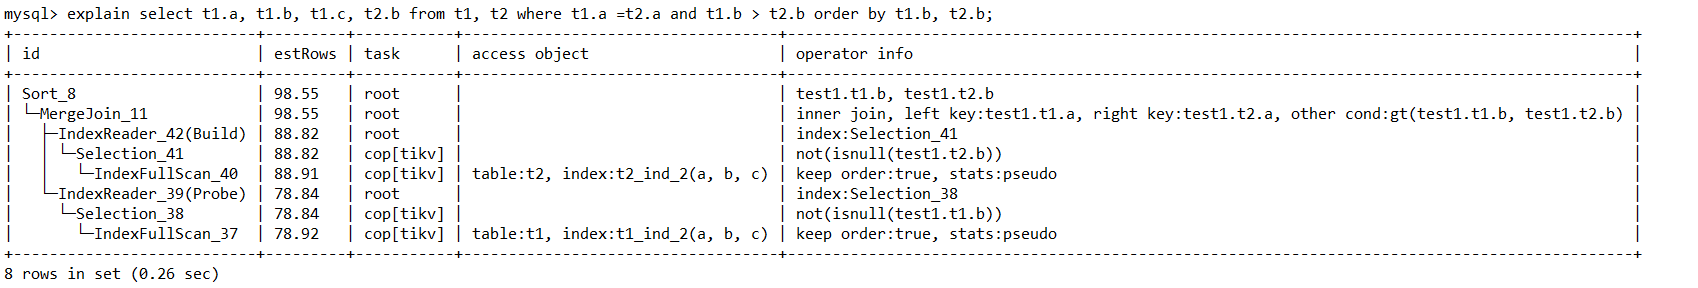 mysql> explain select t1.a, t1.b, t1.c, t2.b from t1, t2 where t1.a =t2.a and t1.b > t2.b order by t1.b, t2.b;
+---------------------------+---------+-----------+-----------------------------------+----------------------------------------------------------------------------------------------+
| id                        | estRows | task      | access object                     | operator info                                                                                |
+---------------------------+---------+-----------+-----------------------------------+----------------------------------------------------------------------------------------------+
| Sort_8                    | 98.55   | root      |                                   | test1.t1.b, test1.t2.b                                                                       |
| └─MergeJoin_11            | 98.55   | root      |                                   | inner join, left key:test1.t1.a, right key:test1.t2.a, other cond:gt(test1.t1.b, test1.t2.b) |
|   ├─IndexReader_42(Build) | 88.82   | root      |                                   | index:Selection_41                                                                           |
|   │ └─Selection_41        | 88.82   | cop[tikv] |                                   | not(isnull(test1.t2.b))                                                                      |
|   │   └─IndexFullScan_40  | 88.91   | cop[tikv] | table:t2, index:t2_ind_2(a, b, c) | keep order:true, stats:pseudo                                                                |
|   └─IndexReader_39(Probe) | 78.84   | root      |                                   | index:Selection_38                                                                           |
|     └─Selection_38        | 78.84   | cop[tikv] |                                   | not(isnull(test1.t1.b))                                                                      |
|       └─IndexFullScan_37  | 78.92   | cop[tikv] | table:t1, index:t1_ind_2(a, b, c) | keep order:true, stats:pseudo                                                                |
+---------------------------+---------+-----------+-----------------------------------+----------------------------------------------------------------------------------------------+
8 rows in set (0.26 sec)